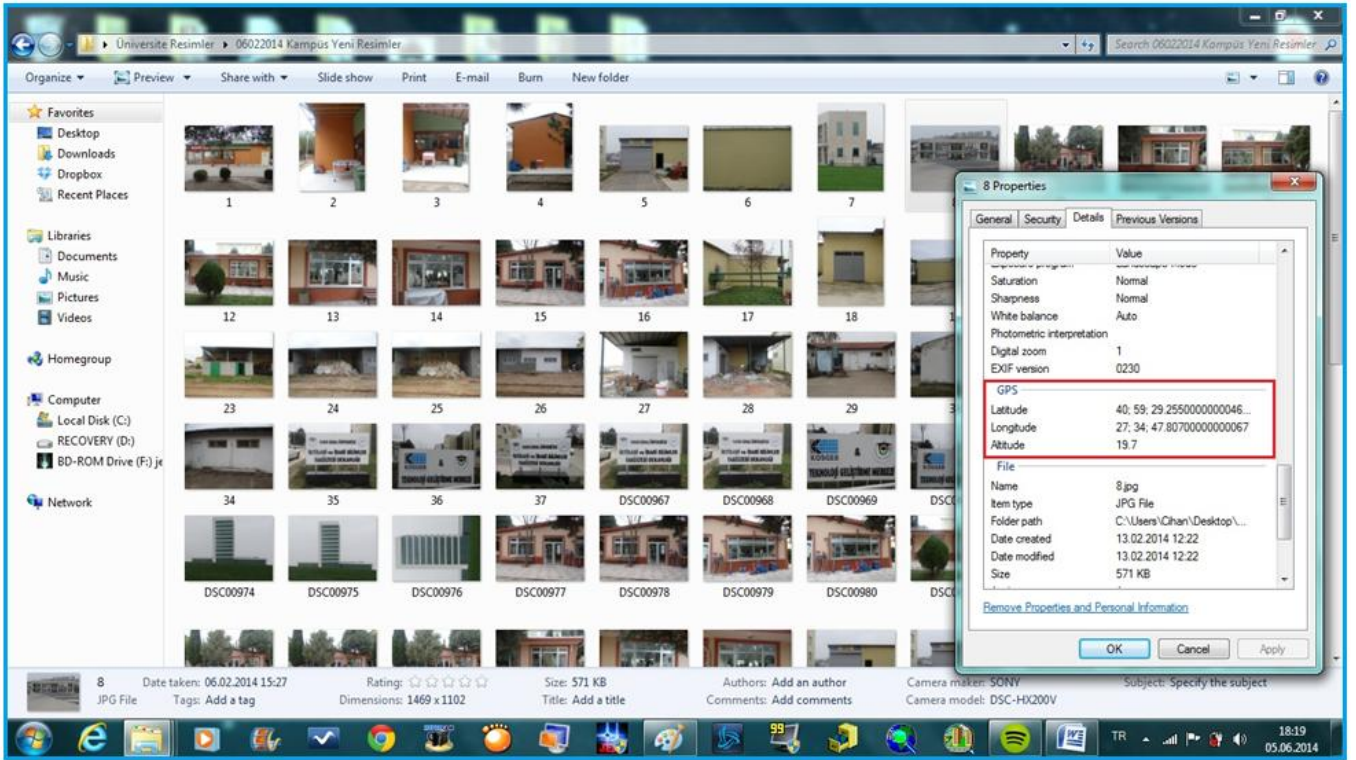 Üniversite Resimler ▸ 06022014 Kampüs Yeni Resimler
Search 06022014 Kampüs Yeni Resimler
Organize
Preview
Share with
Slide show
Print
E-mail
Burn
New folder
Favorites
Desktop
Downloads
Dropbox
Recent Places
Libraries
Documents
Music
Pictures
Videos
Homegroup
Computer
Local Disk (C:)
RECOVERY (D:)
BD-ROM Drive (F:) je
Network
1 2 3 4 5 6 7
12 13 14 15 16 17 18
23 24 25 26 27 28 29
34 35 36 37 DSC00967 DSC00968 DSC00969
KOSGEB
TEKNOLOJİ GELİŞTİRME MERKEZİ
DSC00974 DSC00975 DSC00976 DSC00977 DSC00978 DSC00979 DSC00980
8 Properties
General Security Details Previous Versions
Property Value
Saturation Normal
Sharpness Normal
White balance Auto
Photometric interpretation
Digital zoom 1
EXIF version 0230
GPS
Latitude 40; 59; 29.2550000000046...
Longitude 27; 34; 47.80700000000067
Altitude 19.7
File
Name 8.jpg
Item type JPG File
Folder path C:\Users\Cihan\Desktop\...
Date created 13.02.2014 12:22
Date modified 13.02.2014 12:22
Size 571 KB
Remove Properties and Personal Information
OK Cancel Apply
8 Date taken: 06.02.2014 15:27 Rating: Size: 571 KB Authors: Add an author Camera maker: SONY Subject: Specify the subject
JPG File Tags: Add a tag Dimensions: 1469 x 1102 Title: Add a title Comments: Add comments Camera model: DSC-HX200V
99
TR
18:19
05.06.2014